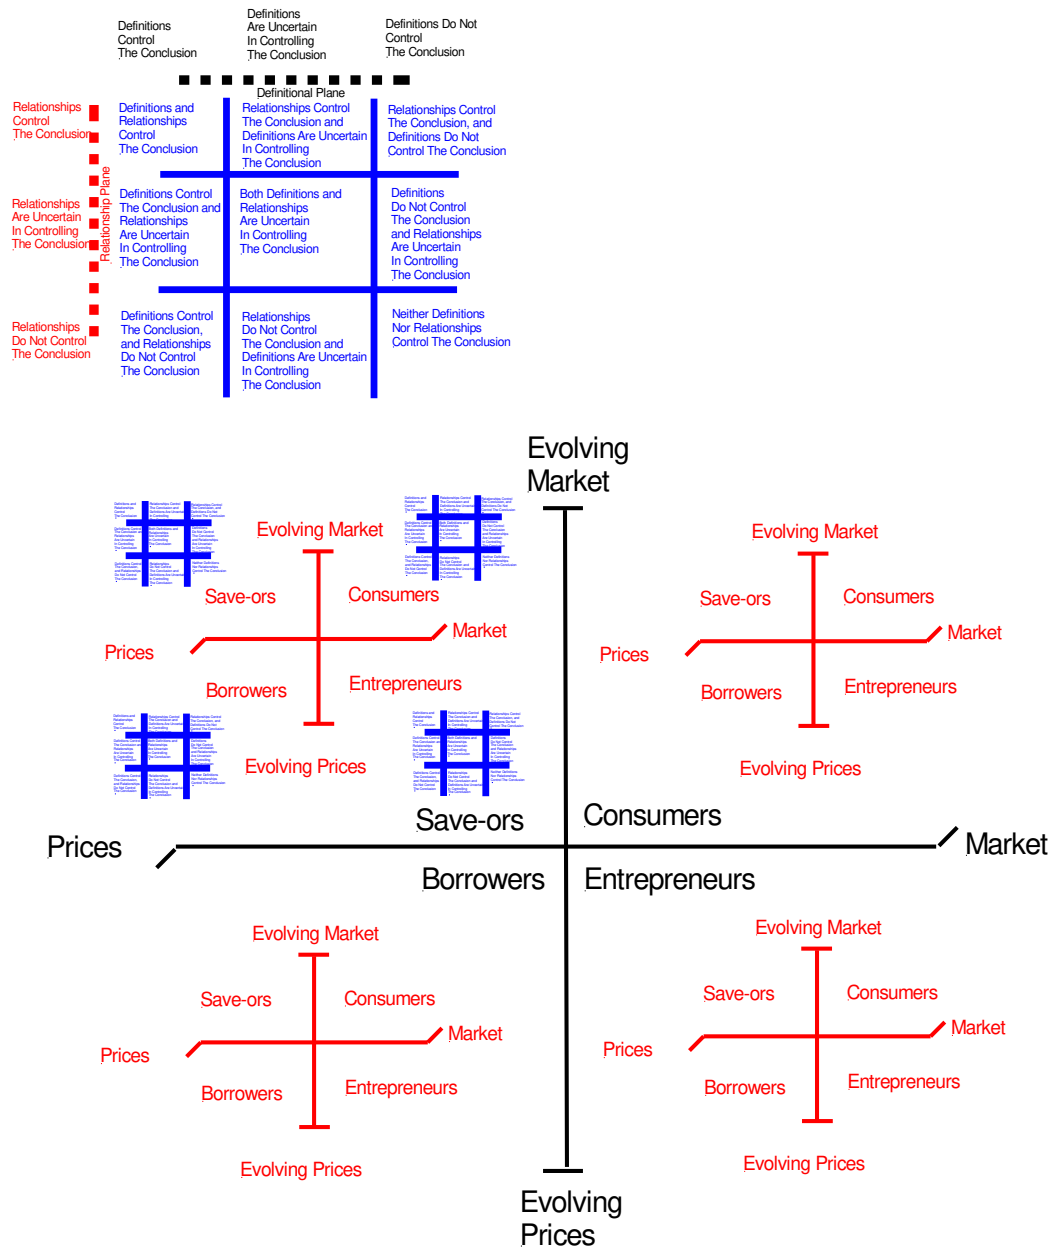 Definitions
Control
The Conclusion
Definitions
Are Uncertain
In Controlling
The Conclusion
Definitions Do Not
Control
The Conclusion
Definitional Plane
Relationships
Control
The Conclusion
Relationships
Are Uncertain
In Controlling
The Conclusion
Relationships
Do Not Control
The Conclusion
Relationship Plane
Definitions and
Relationships
Control
The Conclusion
Relationships Control
The Conclusion and
Definitions Are Uncertain
In Controlling
The Conclusion
Relationships Control
The Conclusion, and
Definitions Do Not
Control The Conclusion
Definitions Control
The Conclusion and
Relationships
Are Uncertain
In Controlling
The Conclusion
Both Definitions and
Relationships
Are Uncertain
In Controlling
The Conclusion
Definitions
Do Not Control
The Conclusion
and Relationships
Are Uncertain
In Controlling
The Conclusion
Definitions Control
The Conclusion,
and Relationships
Do Not Control
The Conclusion
Relationships
Do Not Control
The Conclusion and
Definitions Are Uncertain
In Controlling
The Conclusion
Neither Definitions
Nor Relationships
Control The Conclusion
Evolving
Market
Evolving Market
Save-ors
Consumers
Prices
Market
Borrowers
Entrepreneurs
Evolving Prices
Evolving Market
Save-ors
Consumers
Prices
Market
Borrowers
Entrepreneurs
Evolving Prices
Save-ors
Consumers
Prices
Market
Borrowers
Entrepreneurs
Evolving Market
Save-ors
Consumers
Prices
Market
Borrowers
Entrepreneurs
Evolving Prices
Evolving Market
Save-ors
Consumers
Prices
Market
Borrowers
Entrepreneurs
Evolving Prices
Evolving
Prices